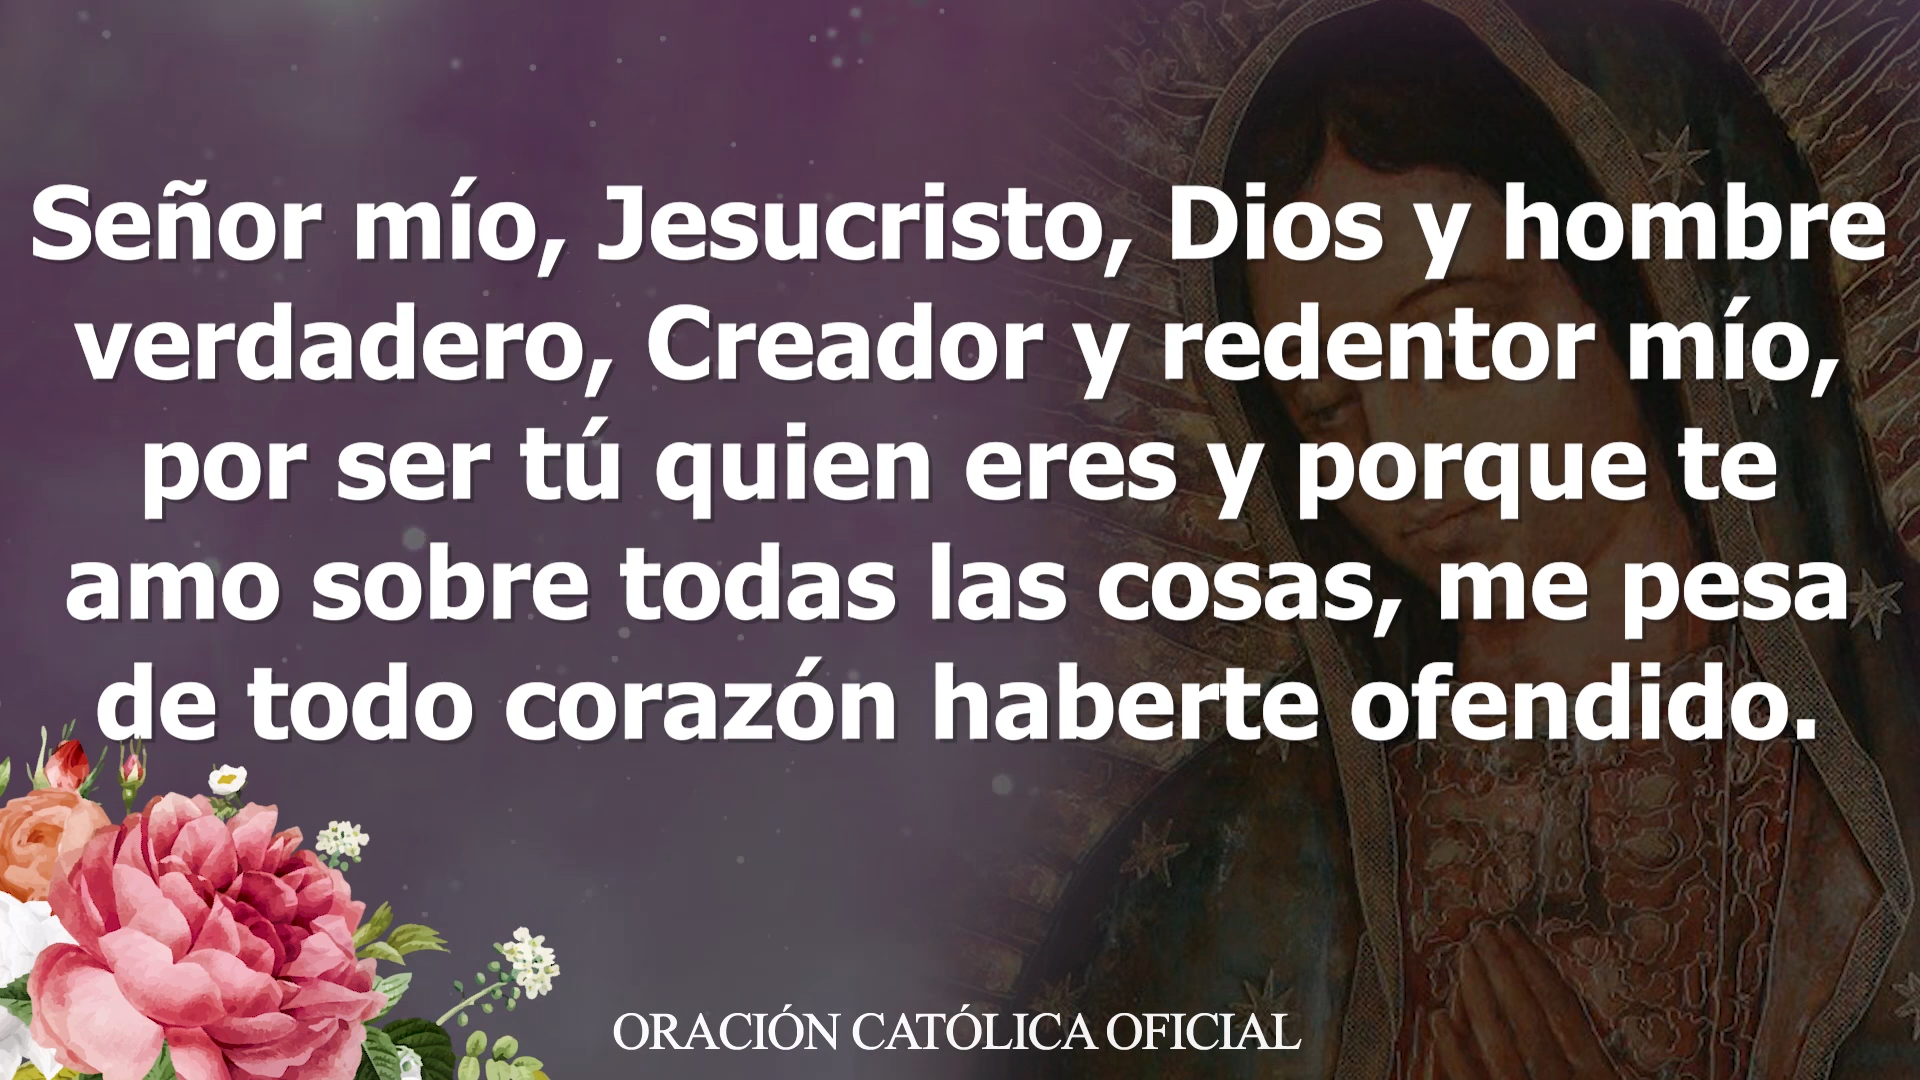 Señor mío, Jesucristo, Dios y hombre
verdadero, Creador y redentor mío,
por ser tú quien eres y porque te
amo sobre todas las cosas, me pesa
de todo corazón haberte ofendido.
ORACIÓN CATÓLICA OFICIAL